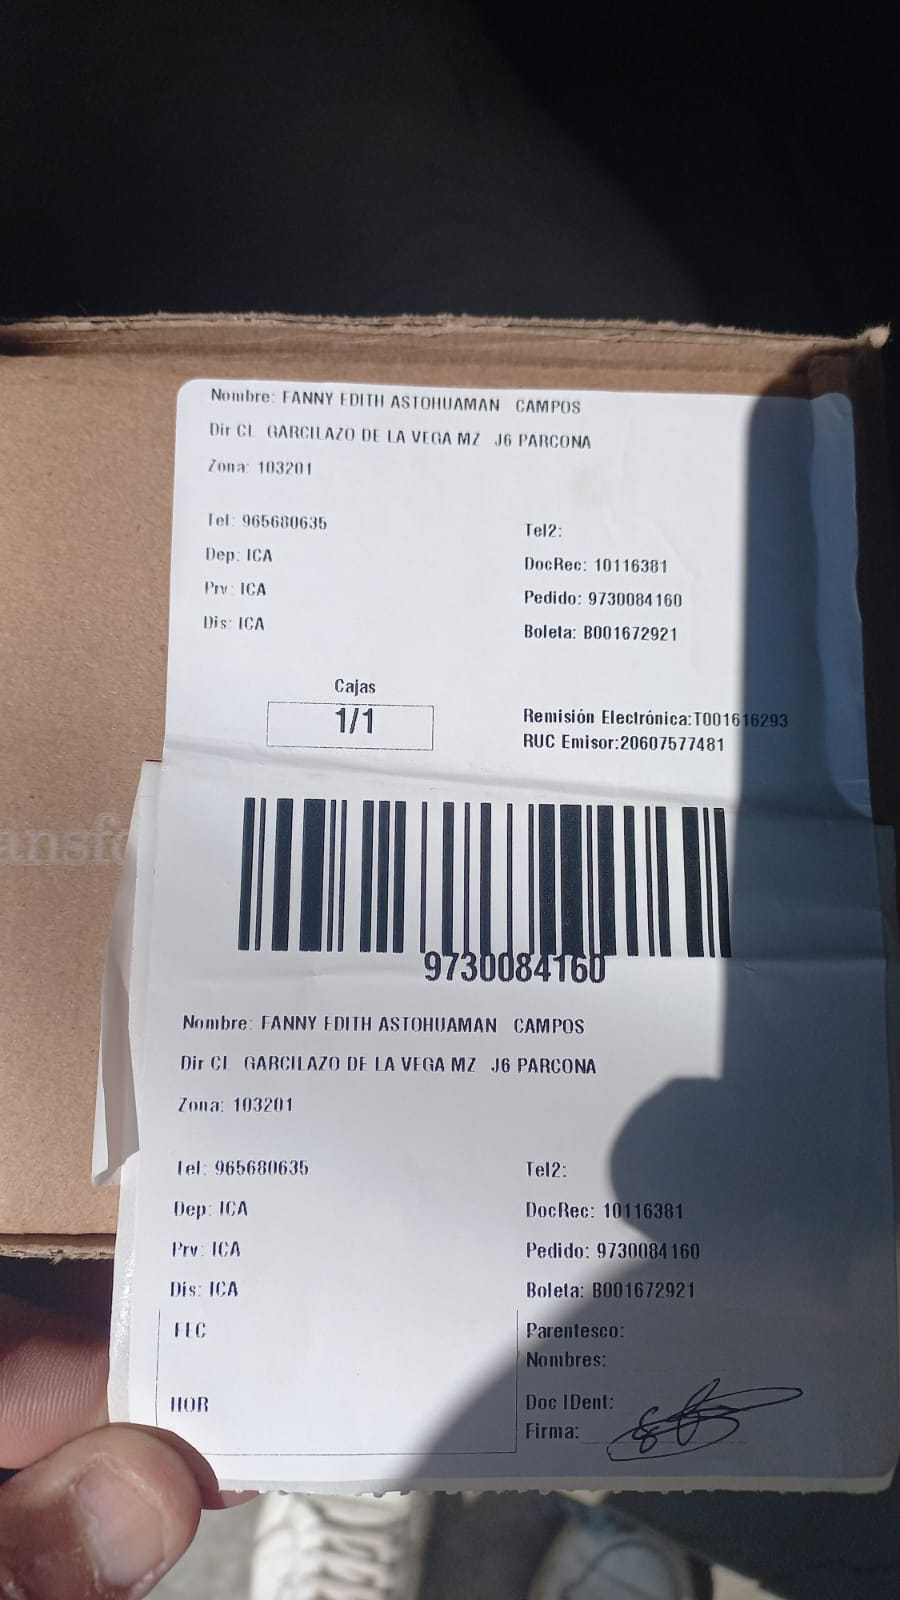 Nombre: FANNY EDITH ASTOHUAMAN CAMPOS
Dir CL GARCILAZO DE LA VEGA MZ J6 PARCONA
Zona: 103201
Tel: 965680635
Tel2:
Dep: ICA
DocRec: 10116381
Prv: ICA
Pedido: 9730084160
Dis: ICA
Boleta: B001672921
Cajas
1/1
Remisión Electrónica:T001616293
RUC Emisor:20607577481
9730084160
Nombre: FANNY EDITH ASTOHUAMAN CAMPOS
Dir CL GARCILAZO DE LA VEGA MZ J6 PARCONA
Zona: 103201
Tel: 965680635
Tel2:
Dep: ICA
DocRec: 10116381
Prv: ICA
Pedido: 9730084160
Dis: ICA
Boleta: B001672921
FEC
Parentesco:
Nombres:
HOR
Doc IDent:
Firma: